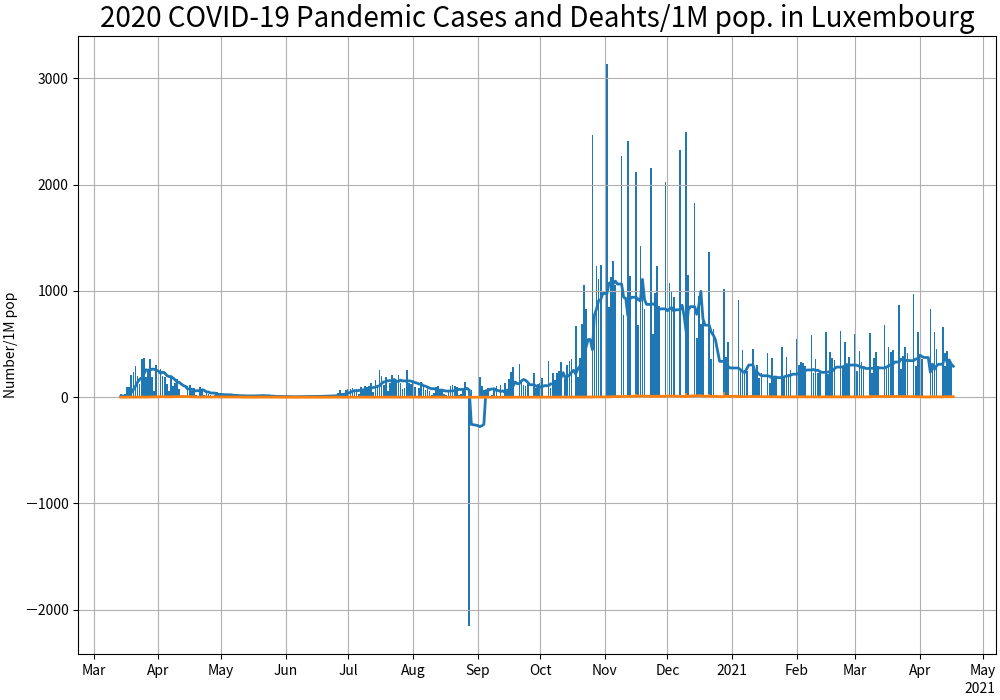 2020 COVID-19 Pandemic Cases and Deahts/1M pop. in Luxembourg
Number/1M pop
3000
2000
1000
0
−1000
−2000
Mar Apr May Jun Jul Aug Sep Oct Nov Dec 2021 Feb Mar Apr May
2021